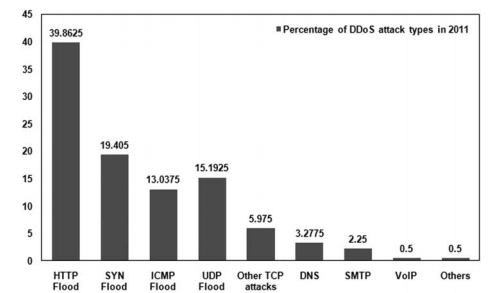 45
40
35
30
25
20
15
10
5
0
Percentage of DDoS attack types in 2011
39.8625
19.405
13.0375
15.1925
5.975
3.2775
2.25
0.5
0.5
HTTP Flood
SYN Flood
ICMP Flood
UDP Flood
Other TCP attacks
DNS
SMTP
VoIP
Others